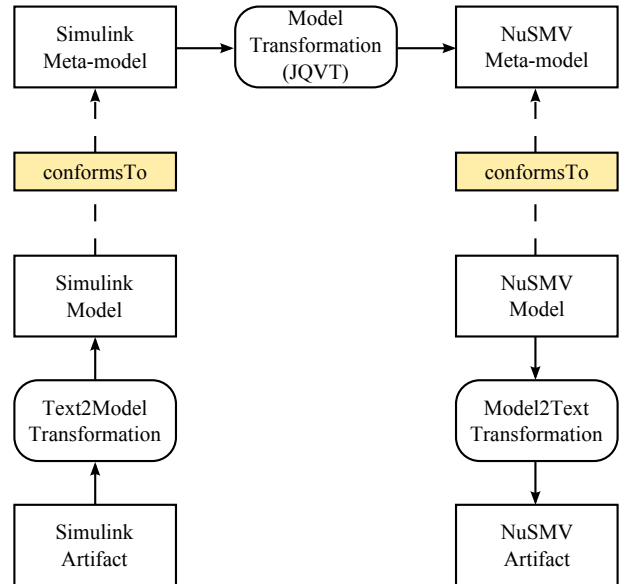 Simulink
Meta-model
Model
Transformation
(JQVT)
NuSMV
Meta-model
conformsTo
conformsTo
Simulink
Model
NuSMV
Model
Text2Model
Transformation
Model2Text
Transformation
Simulink
Artifact
NuSMV
Artifact